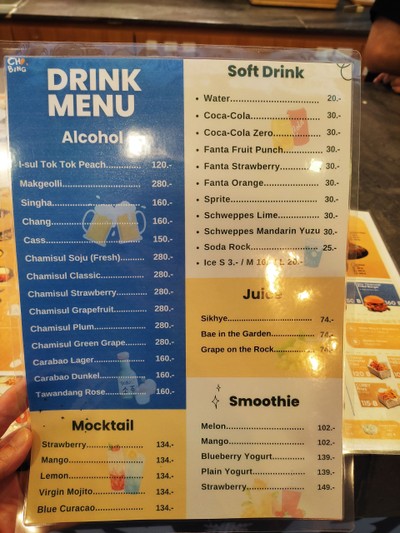 CHO BING
DRINK
MENU
Alcohol
I-sul Tok Tok Peach.............. 120.-
Makgeolli.............................. 280.-
Singha................................... 160.-
Chang.................................... 160.-
Cass....................................... 150.-
Chamisul Soju (Fresh)......... 280.-
Chamisul Classic................. 280.-
Chamisul Strawberry........... 280.-
Chamisul Grapefruit............. 280.-
Chamisul Plum..................... 280.-
Chamisul Green Grape........ 280.-
Carabao Lager...................... 160.-
Carabao Dunkel.................... 160.-
Tawandang Rose.................. 160.-
Mocktail
Strawberry............................ 134.-
Mango................................... 134.-
Lemon................................... 134.-
Virgin Mojito......................... 134.-
Blue Curacao........................ 134.-
Soft Drink
• Water................................ 20.-
• Coca-Cola........................ 30.-
• Coca-Cola Zero................ 30.-
• Fanta Fruit Punch............ 30.-
• Fanta Strawberry............. 30.-
• Fanta Orange................... 30.-
• Sprite................................ 30.-
• Schweppes Lime............. 30.-
• Schweppes Mandarin Yuzu 30.-
• Soda Rock........................ 25.-
• Ice S 3.- / M / L 20.-
Juice
Sikhye................................... 74.-
Bae in the Garden................ 74.-
Grape on the Rock...............
Smoothie
Melon.................................... 102.-
Mango................................... 102.-
Blueberry Yogurt.................. 139.-
Plain Yogurt.......................... 139.-
Strawberry............................ 149.-